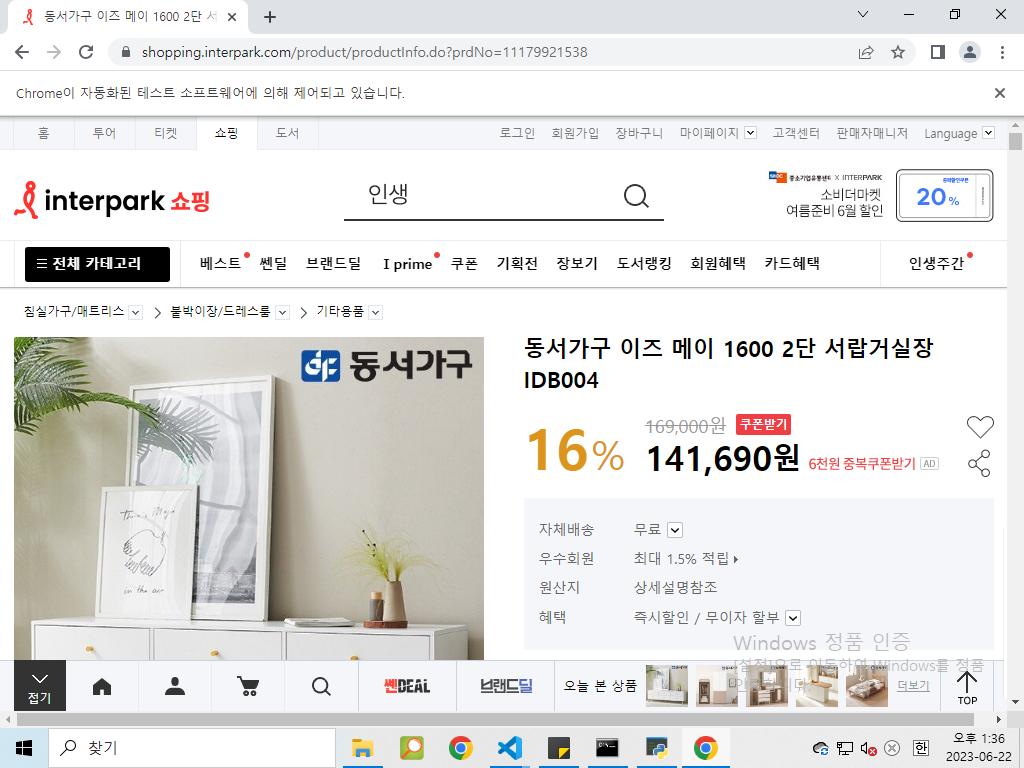 동서가구 이즈 메이 1600 2단 서
shopping.interpark.com/product/productInfo.do?prdNo=11179921538
Chrome이 자동화된 테스트 소프트웨어에 의해 제어되고 있습니다.
홈 투어 티켓 쇼핑 도서 로그인 회원가입 장바구니 마이페이지 고객센터 판매자매니저 Language
interpark 쇼핑
인생
중소기업유통센터 X INTERPARK
소비더마켓
여름준비 6월 할인
중복할인쿠폰
20%
전체 카테고리 베스트 쎈딜 브랜드딜 I prime 쿠폰 기획전 장보기 도서랭킹 회원혜택 카드혜택 인생주간
침실가구/매트리스 > 붙박이장/드레스룸 > 기타용품
동서가구
동서가구 이즈 메이 1600 2단 서랍거실장
IDB004
16% 169,000원 쿠폰받기
141,690원 6천원 중복쿠폰받기 AD
자체배송 무료
우수회원 최대 1.5% 적립
원산지 상세설명참조
혜택 즉시할인 / 무이자 할부
in the air
Windows 정품 인증
[설정]으로 이동하여 Windows를 정품
접기 쎈DEAL 브랜드딜 오늘 본 상품 더보기 TOP
찾기
한
오후 1:36
2023-06-22